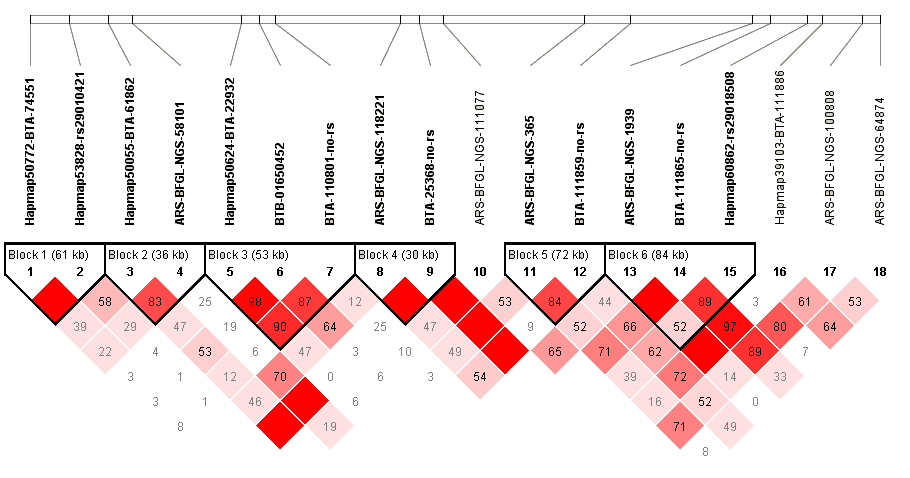 Hapmap50772-BTA-74551
Hapmap53828-rs29010421
Hapmap50055-BTA-61862
ARS-BFGL-NGS-58101
Hapmap50624-BTA-22932
BTB-01650452
BTA-110801-no-rs
ARS-BFGL-NGS-118221
BTA-25368-no-rs
ARS-BFGL-NGS-111077
ARS-BFGL-NGS-365
BTA-111859-no-rs
ARS-BFGL-NGS-1939
BTA-111865-no-rs
Hapmap60862-rs29018508
Hapmap39103-BTA-111886
ARS-BFGL-NGS-100808
ARS-BFGL-NGS-64874
Block 1 (61 kb) Block 2 (36 kb) Block 3 (53 kb) Block 4 (30 kb) Block 5 (72 kb) Block 6 (84 kb)
1 2 3 4 5 6 7 8 9 10 11 12 13 14 15 16 17 18
58 83 25 98 87 12 53 84 44 89 3 61 53
39 29 47 19 90 64 25 47 9 52 66 52 97 80 64
22 4 53 6 47 3 10 49 65 71 62 89 7
3 1 12 70 0 6 3 54 39 72 14 33
3 1 46 6 16 52 0
8 19 71 49
8